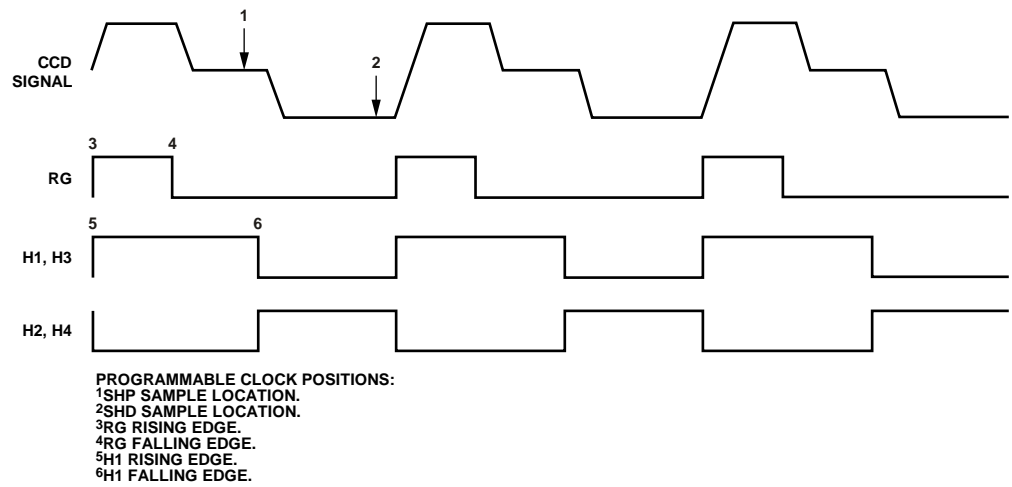 1
CCD
SIGNAL
2
3 4
RG
5 6
H1, H3
H2, H4
PROGRAMMABLE CLOCK POSITIONS:
1SHP SAMPLE LOCATION.
2SHD SAMPLE LOCATION.
3RG RISING EDGE.
4RG FALLING EDGE.
5H1 RISING EDGE.
6H1 FALLING EDGE.